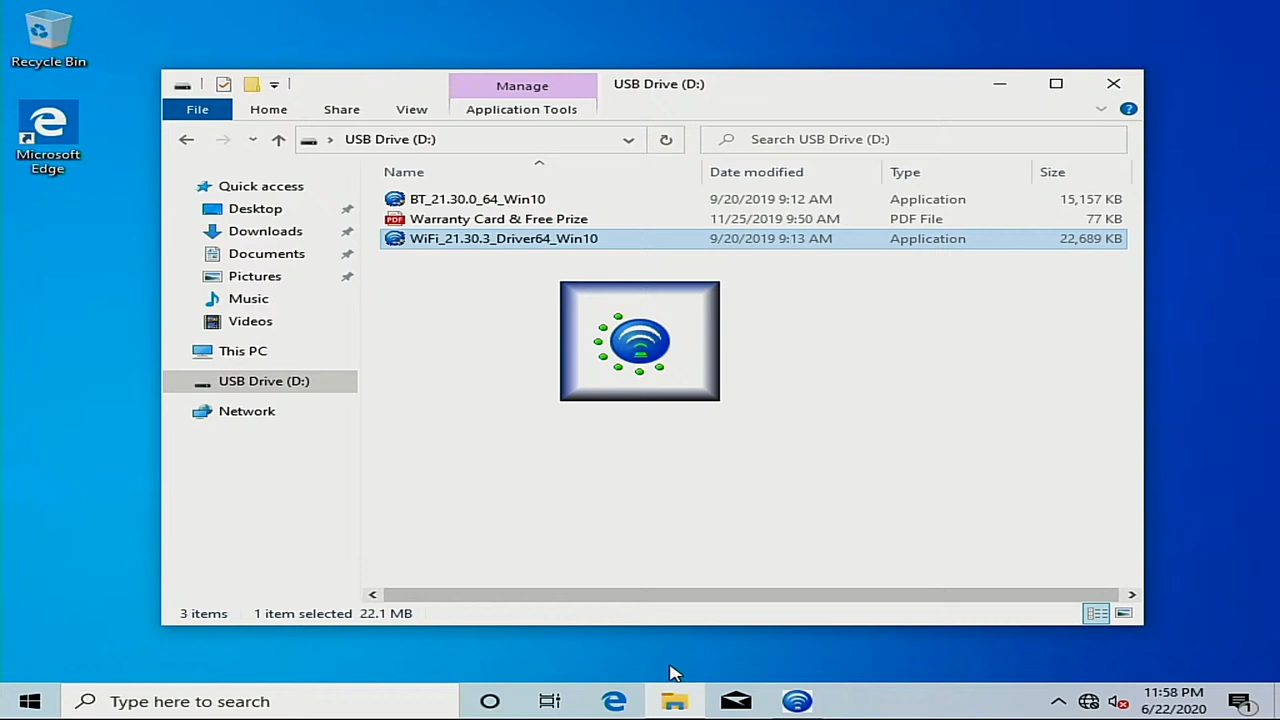 Recycle Bin
Microsoft
Edge
Manage
USB Drive (D:)
File
Home
Share
View
Application Tools
?
USB Drive (D:)
Search USB Drive (D:)
Name
Date modified
Type
Size
BT_21.30.0_64_Win10
9/20/2019 9:12 AM
Application
15,157 KB
PDF
Warranty Card & Free Prize
11/25/2019 9:50 AM
PDF File
77 KB
WiFi_21.30.3_Driver64_Win10
9/20/2019 9:13 AM
Application
22,689 KB
Quick access
Desktop
Downloads
Documents
Pictures
Music
Videos
This PC
USB Drive (D:)
Network
3 items
1 item selected 22.1 MB
Type here to search
11:58 PM
6/22/2020
1